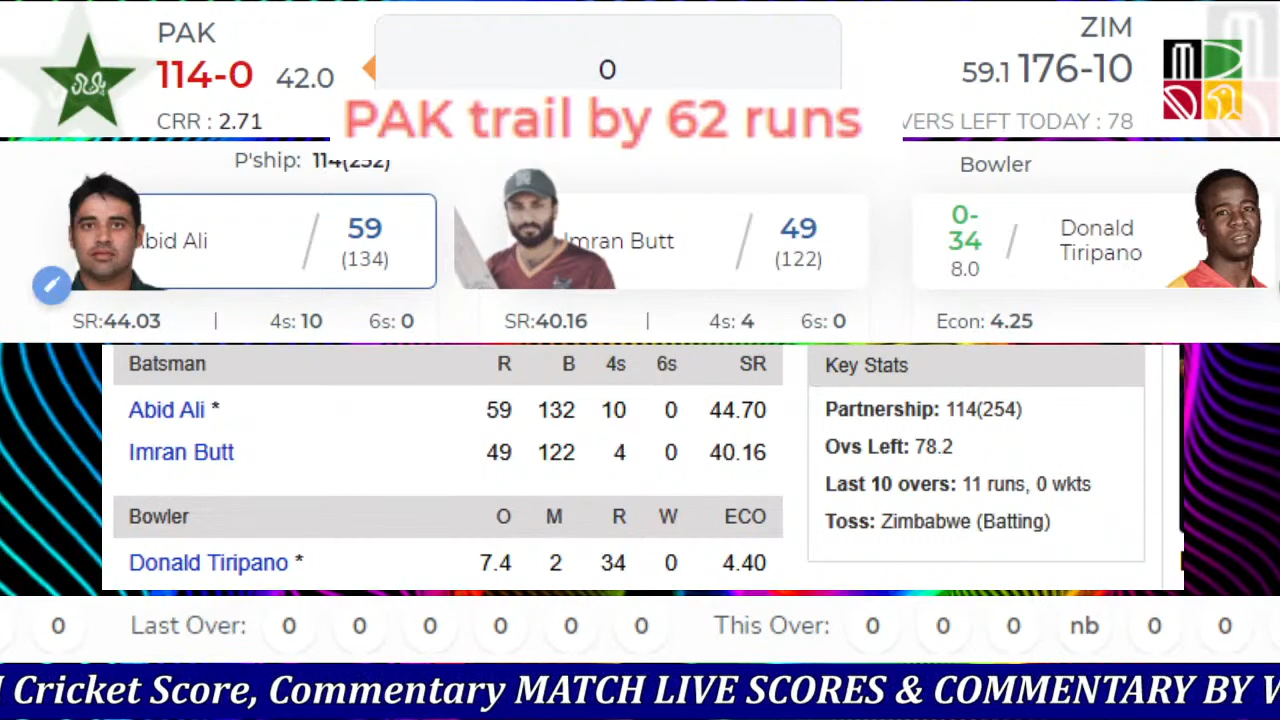 PAK
114-0 42.0
CRR : 2.71
0
PAK trail by 62 runs
ZIM
59.1 176-10
VERS LEFT TODAY : 78
P'ship: 114(252)
Bowler
Abid Ali / 59
(134)
Imran Butt / 49
(122)
0-
34 / Donald
8.0 Tiripano
SR:44.03 | 4s: 10 6s: 0
SR:40.16 | 4s: 4 6s: 0
Econ: 4.25
Batsman R B 4s 6s SR
Abid Ali * 59 132 10 0 44.70
Imran Butt 49 122 4 0 40.16
Bowler O M R W ECO
Donald Tiripano * 7.4 2 34 0 4.40
Key Stats
Partnership: 114(254)
Ovs Left: 78.2
Last 10 overs: 11 runs, 0 wkts
Toss: Zimbabwe (Batting)
0 Last Over: 0 0 0 0 0 0 This Over: 0 0 0 nb 0 0
Cricket Score, Commentary MATCH LIVE SCORES & COMMENTARY BY